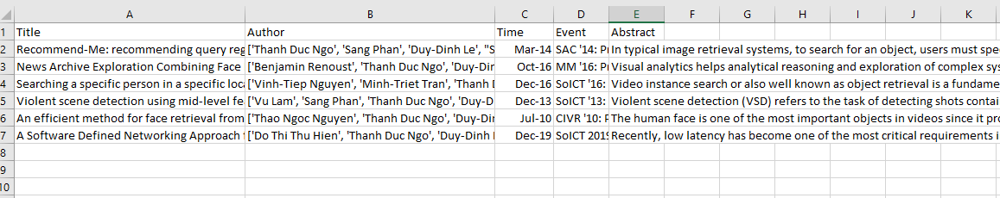 A B C D E F G H I J K
1 Title Author Time Event Abstract
2 Recommend-Me: recommending query reg ['Thanh Duc Ngo', 'Sang Phan', 'Duy-Dinh Le', "S Mar-14 SAC '14: Pr In typical image retrieval systems, to search for an object, users must spe
3 News Archive Exploration Combining Face ['Benjamin Renoust', 'Thanh Duc Ngo', 'Duy-Din Oct-16 MM '16: Pr Visual analytics helps analytical reasoning and exploration of complex sys
4 Searching a specific person in a specific loca ['Vinh-Tiep Nguyen', 'Minh-Triet Tran', 'Thanh D Dec-16 SoICT '16: Video instance search or also well known as object retrieval is a fundame
5 Violent scene detection using mid-level fe ['Vu Lam', 'Sang Phan', 'Thanh Duc Ngo', 'Duy- Dec-13 SoICT '13: Violent scene detection (VSD) refers to the task of detecting shots contai
6 An efficient method for face retrieval from ['Thao Ngoc Nguyen', 'Thanh Duc Ngo', 'Duy-Di Jul-10 CIVR '10: P The human face is one of the most important objects in videos since it pro
7 A Software Defined Networking Approach ['Do Thi Thu Hien', 'Thanh Duc Ngo', 'Duy-Dinh Dec-19 SoICT 2019 Recently, low latency has become one of the most critical requirements i
8
9
10